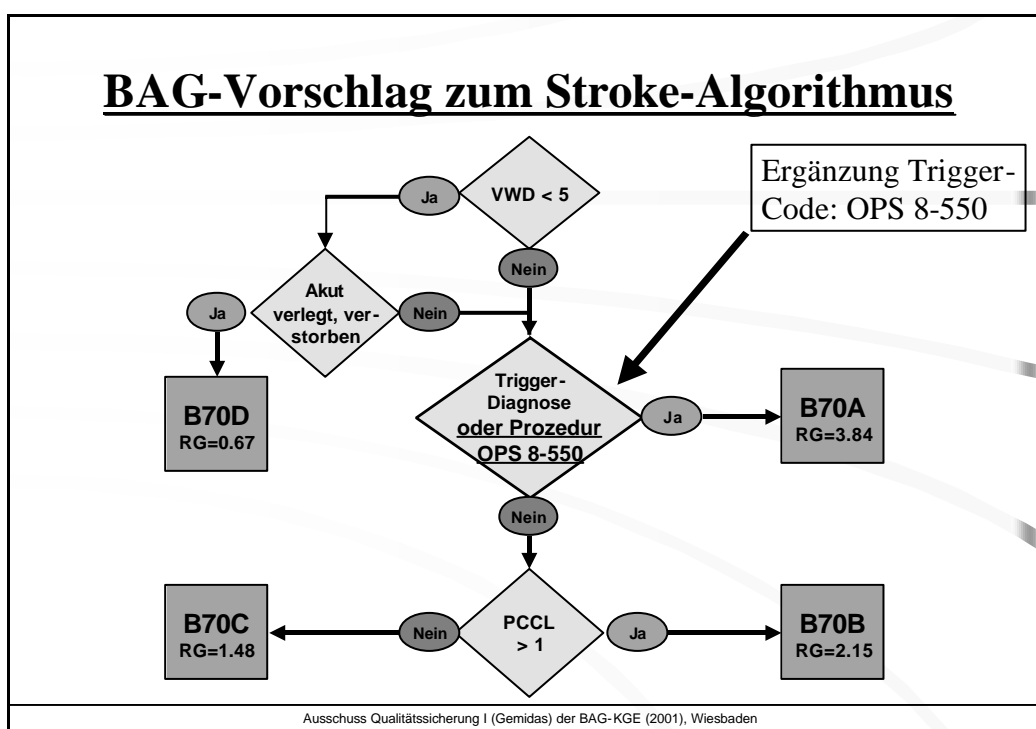 BAG-Vorschlag zum Stroke-Algorithmus
Ja
VWD < 5
Ergänzung Trigger-
Code: OPS 8-550
Nein
Ja
Akut
verlegt, ver-
storben
Nein
Trigger-
Diagnose
oder Prozedur
OPS 8-550
Ja
B70A
RG=3.84
B70D
RG=0.67
Nein
B70C
RG=1.48
Nein
PCCL
> 1
Ja
B70B
RG=2.15
Ausschuss Qualitätssicherung I (Gemidas) der BAG-KGE (2001), Wiesbaden